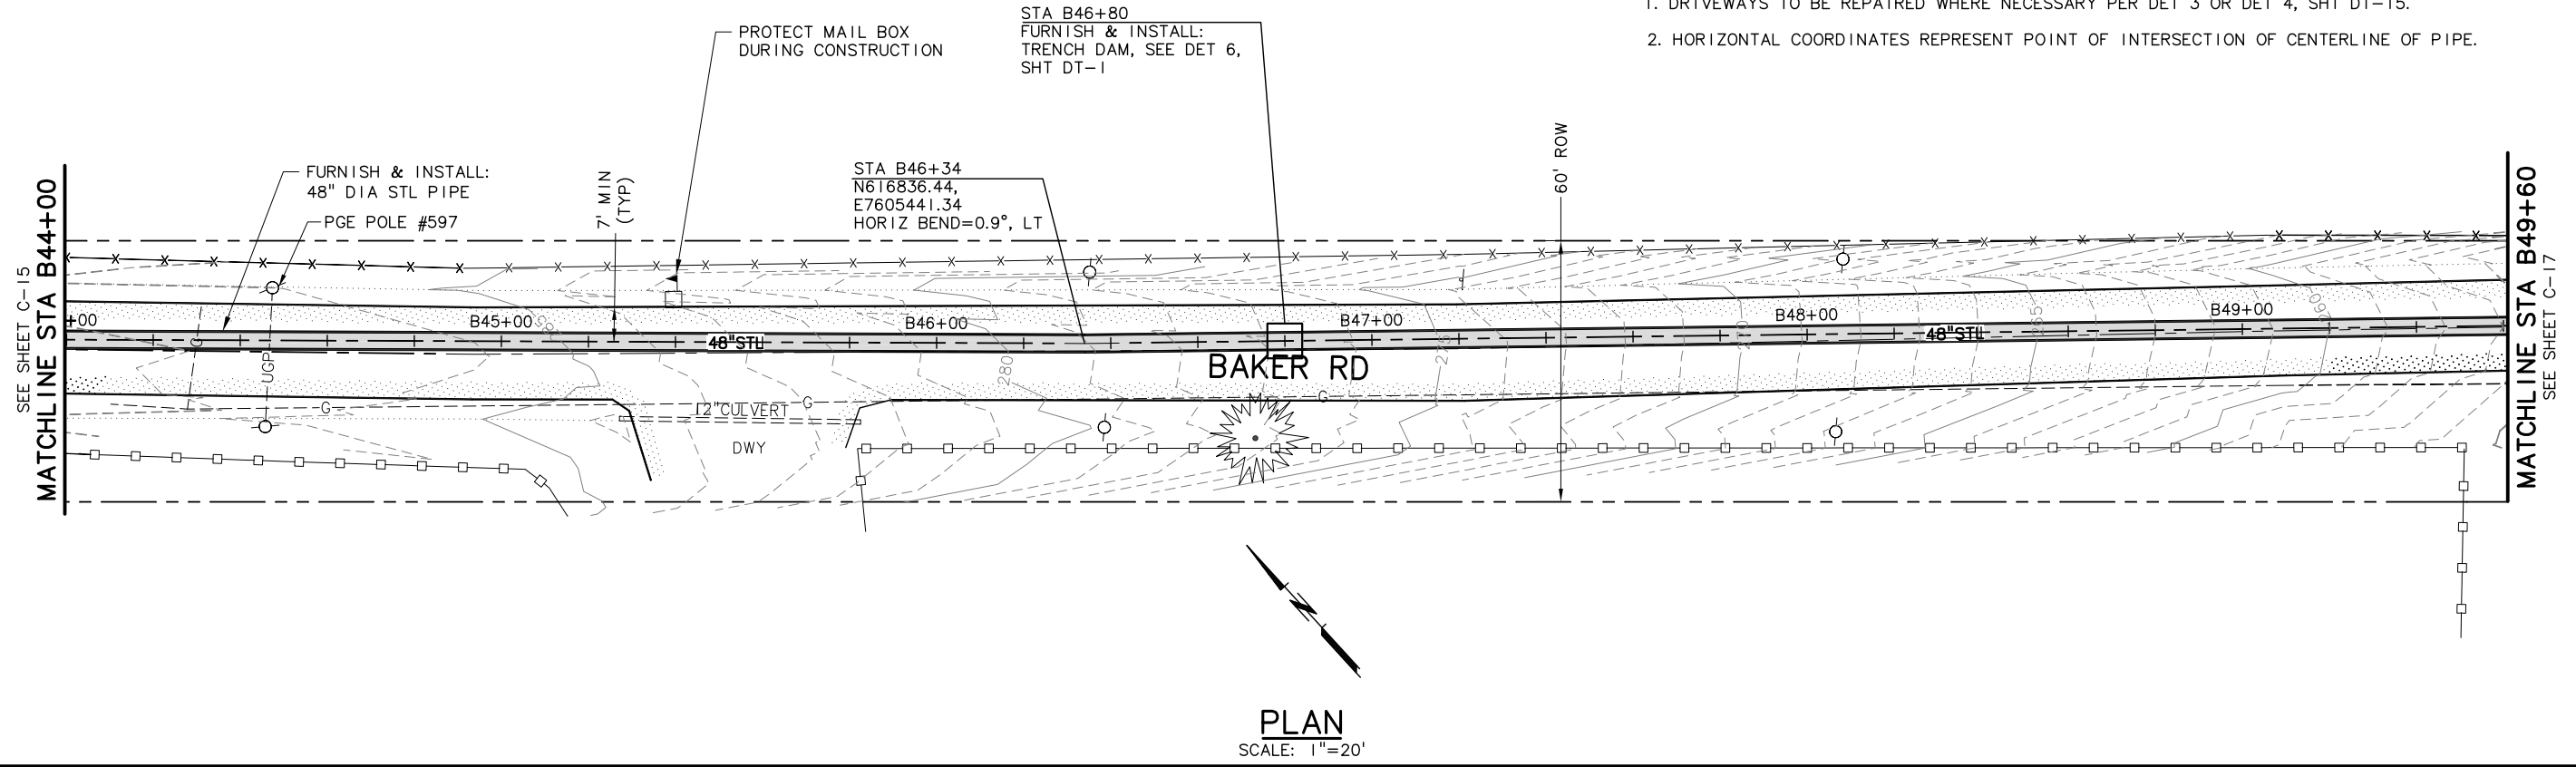 1. DRIVEWAYS TO BE REPAIRED WHERE NECESSARY PER DET 3 OR DET 4, SHT DT-15.
2. HORIZONTAL COORDINATES REPRESENT POINT OF INTERSECTION OF CENTERLINE OF PIPE.
STA B46+80
FURNISH & INSTALL:
TRENCH DAM, SEE DET 6,
SHT DT-1
PROTECT MAIL BOX
DURING CONSTRUCTION
STA B46+34
N616836.44,
E7605441.34
HORIZ BEND=0.9°, LT
FURNISH & INSTALL:
48" DIA STL PIPE
PGE POLE #597
7' MIN
(TYP)
60' ROW
SEE SHEET C-15
MATCHLINE STA B44+00
MATCHLINE STA B49+60
SEE SHEET C-17
+00
B45+00
B46+00
B47+00
B48+00
B49+00
48"STL
48"STL
BAKER RD
280
275
270
265
260
G
UGP
G
G
G
12"CULVERT
DWY
PLAN
SCALE: 1"=20'